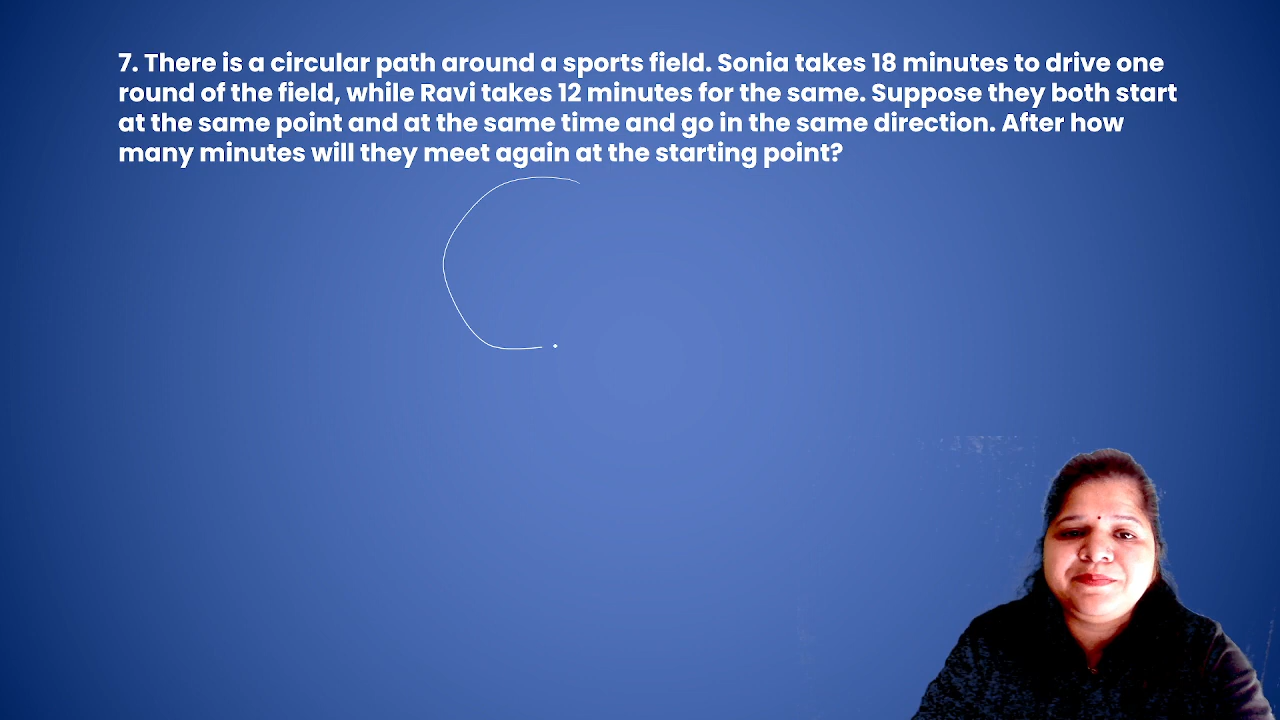 7. There is a circular path around a sports field. Sonia takes 18 minutes to drive one
round of the field, while Ravi takes 12 minutes for the same. Suppose they both start
at the same point and at the same time and go in the same direction. After how
many minutes will they meet again at the starting point?